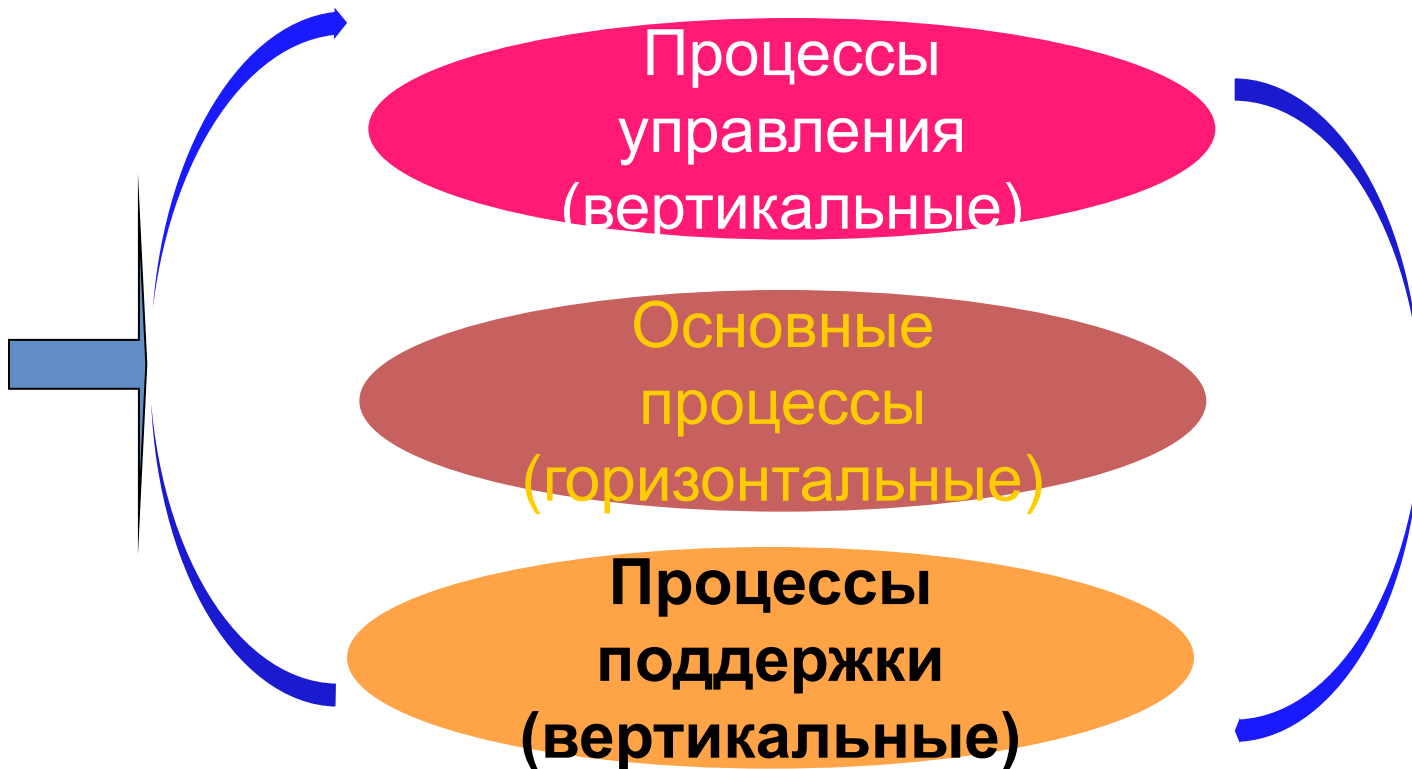 Процессы
управления
(вертикальные)
Основные
процессы
(горизонтальные)
Процессы
поддержки
(вертикальные)